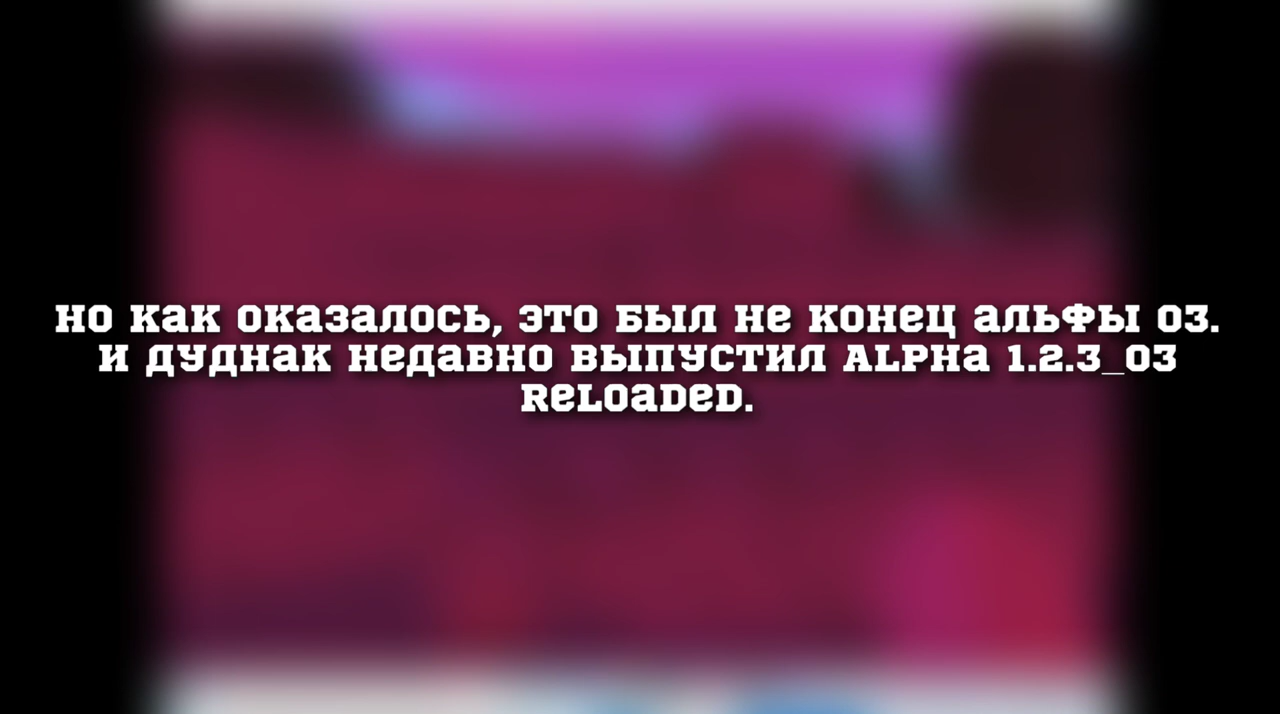 но как оказалось, это был не конец альфы 03.
и дуднак недавно выпустил alpha 1.2.3_03
reloaded.